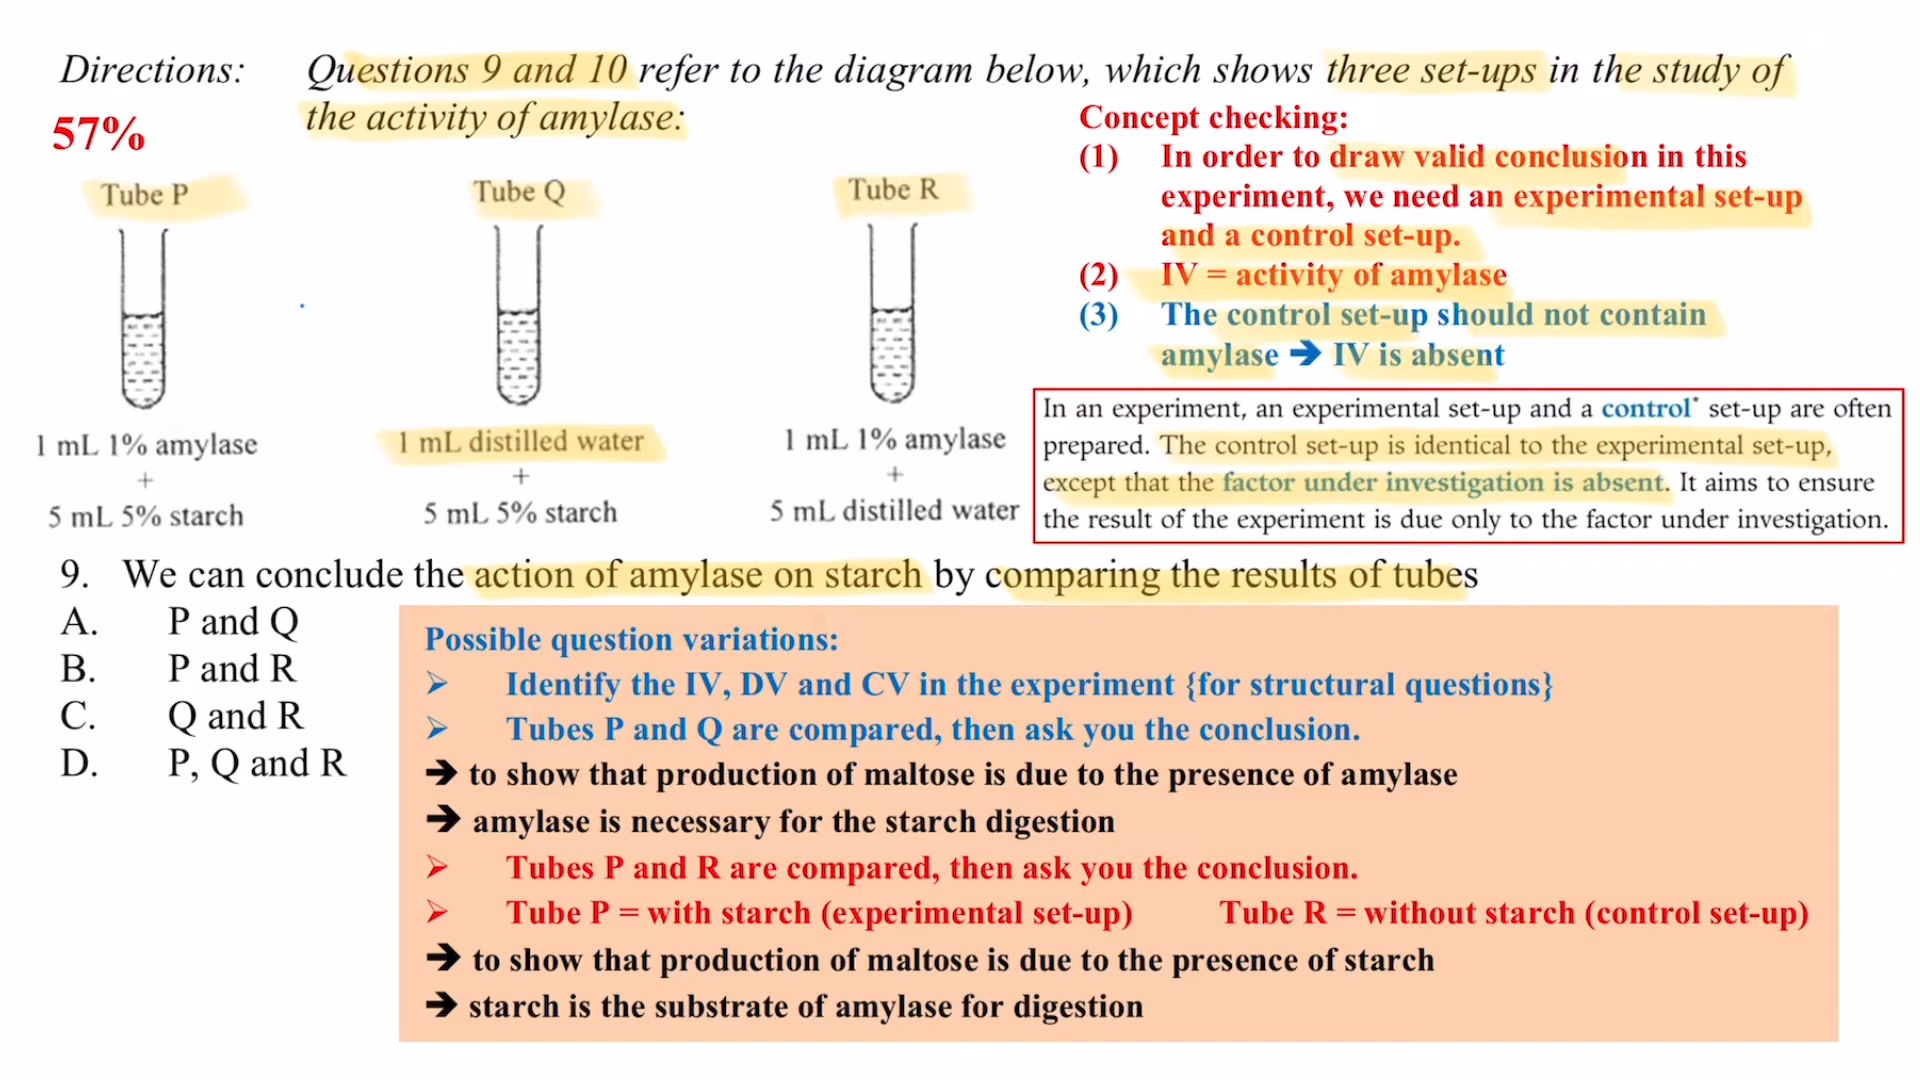 Directions: Questions 9 and 10 refer to the diagram below, which shows three set-ups in the study of
the activity of amylase:
57%
Tube P
Tube Q
Tube R
1 mL 1% amylase
+
5 mL 5% starch
1 mL distilled water
+
5 mL 5% starch
1 mL 1% amylase
+
5 mL distilled water
Concept checking:
(1) In order to draw valid conclusion in this
experiment, we need an experimental set-up
and a control set-up.
(2) IV = activity of amylase
(3) The control set-up should not contain
amylase ➔ IV is absent
In an experiment, an experimental set-up and a control* set-up are often
prepared. The control set-up is identical to the experimental set-up,
except that the factor under investigation is absent. It aims to ensure
the result of the experiment is due only to the factor under investigation.
9. We can conclude the action of amylase on starch by comparing the results of tubes
A. P and Q
B. P and R
C. Q and R
D. P, Q and R
Possible question variations:
➢ Identify the IV, DV and CV in the experiment {for structural questions}
➢ Tubes P and Q are compared, then ask you the conclusion.
➔ to show that production of maltose is due to the presence of amylase
➔ amylase is necessary for the starch digestion
➢ Tubes P and R are compared, then ask you the conclusion.
➢ Tube P = with starch (experimental set-up) Tube R = without starch (control set-up)
➔ to show that production of maltose is due to the presence of starch
➔ starch is the substrate of amylase for digestion